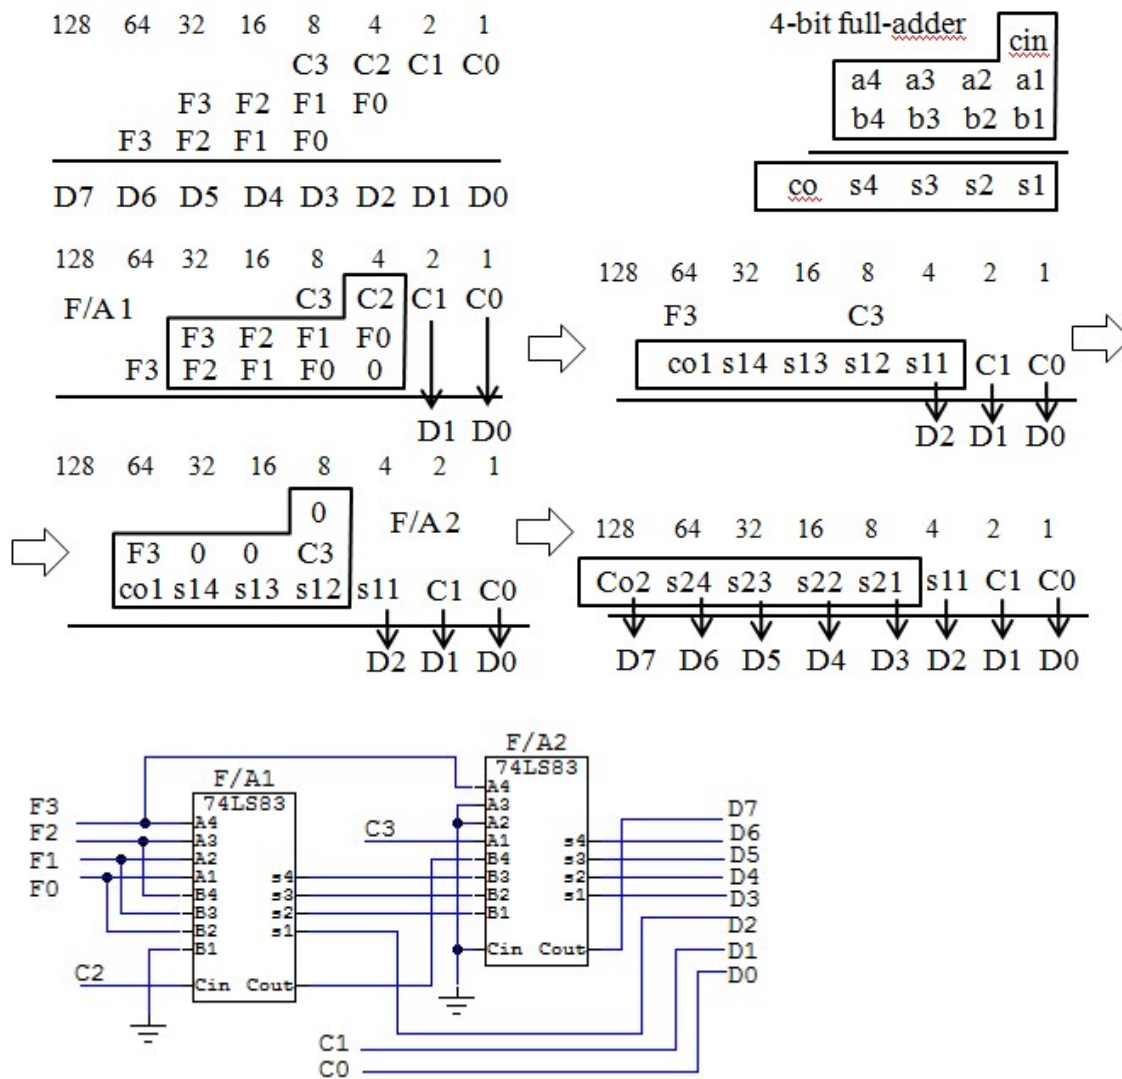 128 64 32 16 8 4 2 1
C3 C2 C1 C0
F3 F2 F1 F0
F3 F2 F1 F0
D7 D6 D5 D4 D3 D2 D1 D0
4-bit full-adder cin
a4 a3 a2 a1
b4 b3 b2 b1
co s4 s3 s2 s1
128 64 32 16 8 4 2 1
F/A 1 C3 C2 C1 C0
F3 F2 F1 F0
F3 F2 F1 F0 0
D1 D0
128 64 32 16 8 4 2 1
F3 C3
co1 s14 s13 s12 s11 C1 C0
D2 D1 D0
128 64 32 16 8 4 2 1
0 F/A 2
F3 0 0 C3
co1 s14 s13 s12 s11 C1 C0
D2 D1 D0
128 64 32 16 8 4 2 1
Co2 s24 s23 s22 s21 s11 C1 C0
D7 D6 D5 D4 D3 D2 D1 D0
F/A1
74LS83
F3 A4
F2 A3
F1 A2
F0 A1 s4
B4 s3
B3 s2
B2 s1
B1
C2 Cin Cout
F/A2
74LS83
A4
A3
A2
C3 A1 s4
B4 s3
B3 s2
B2 s1
B1
Cin Cout
D7
D6
D5
D4
D3
D2
D1
D0
C1
C0